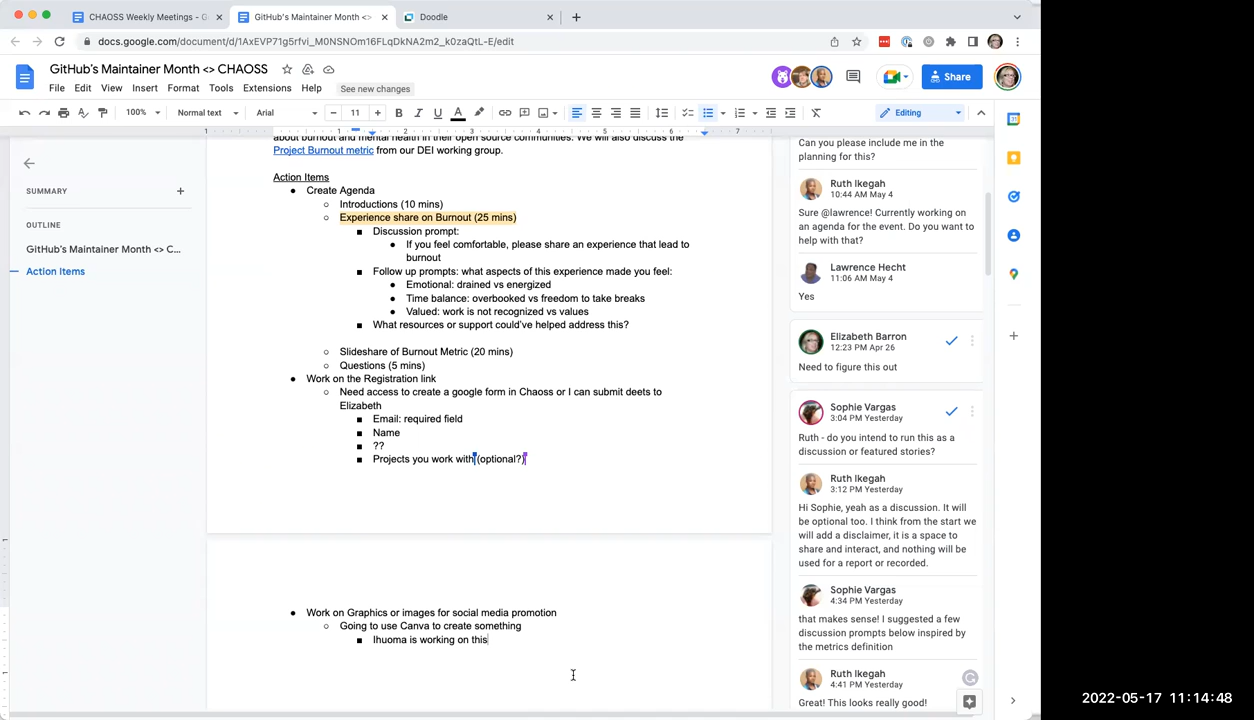 CHAOSS Weekly Meetings - G
GitHub's Maintainer Month <> C
Doodle
docs.google.com/document/d/1AxEVP71g5rfvi_M0NSNOm16FLqDkNA2m2_k0zaQtL-E/edit
GitHub's Maintainer Month <> CHAOSS
File Edit View Insert Format Tools Extensions Help
See new changes
Share
100% Normal text Arial 11
Editing
1 1 2 3 4 5 6 7
SUMMARY
OUTLINE
GitHub's Maintainer Month <> C...
Action Items
about burnout and mental health in their open source communities. We will also discuss the
Project Burnout metric from our DEI working group.
Action Items
Create Agenda
Introductions (10 mins)
Experience share on Burnout (25 mins)
Discussion prompt:
If you feel comfortable, please share an experience that lead to
burnout
Follow up prompts: what aspects of this experience made you feel:
Emotional: drained vs energized
Time balance: overbooked vs freedom to take breaks
Valued: work is not recognized vs values
What resources or support could've helped address this?
Slideshare of Burnout Metric (20 mins)
Questions (5 mins)
Work on the Registration link
Need access to create a google form in Chaoss or I can submit deets to
Elizabeth
Email: required field
Name
??
Projects you work with (optional?)
Work on Graphics or images for social media promotion
Going to use Canva to create something
Ihuoma is working on this
Can you please include me in the
planning for this?
Ruth Ikegah
10:44 AM May 4
Sure @lawrence! Currently working on
an agenda for the event. Do you want to
help with that?
Lawrence Hecht
11:06 AM May 4
Yes
Elizabeth Barron
12:23 PM Apr 26
Need to figure this out
Sophie Vargas
3:04 PM Yesterday
Ruth - do you intend to run this as a
discussion or featured stories?
Ruth Ikegah
3:12 PM Yesterday
Hi Sophie, yeah as a discussion. It will
be optional too. I think from the start we
will add a disclaimer, it is a space to
share and interact, and nothing will be
used for a report or recorded.
Sophie Vargas
4:34 PM Yesterday
that makes sense! I suggested a few
discussion prompts below inspired by
the metrics definition
Ruth Ikegah
4:41 PM Yesterday
Great! This looks really good!
2022-05-17 11:14:48